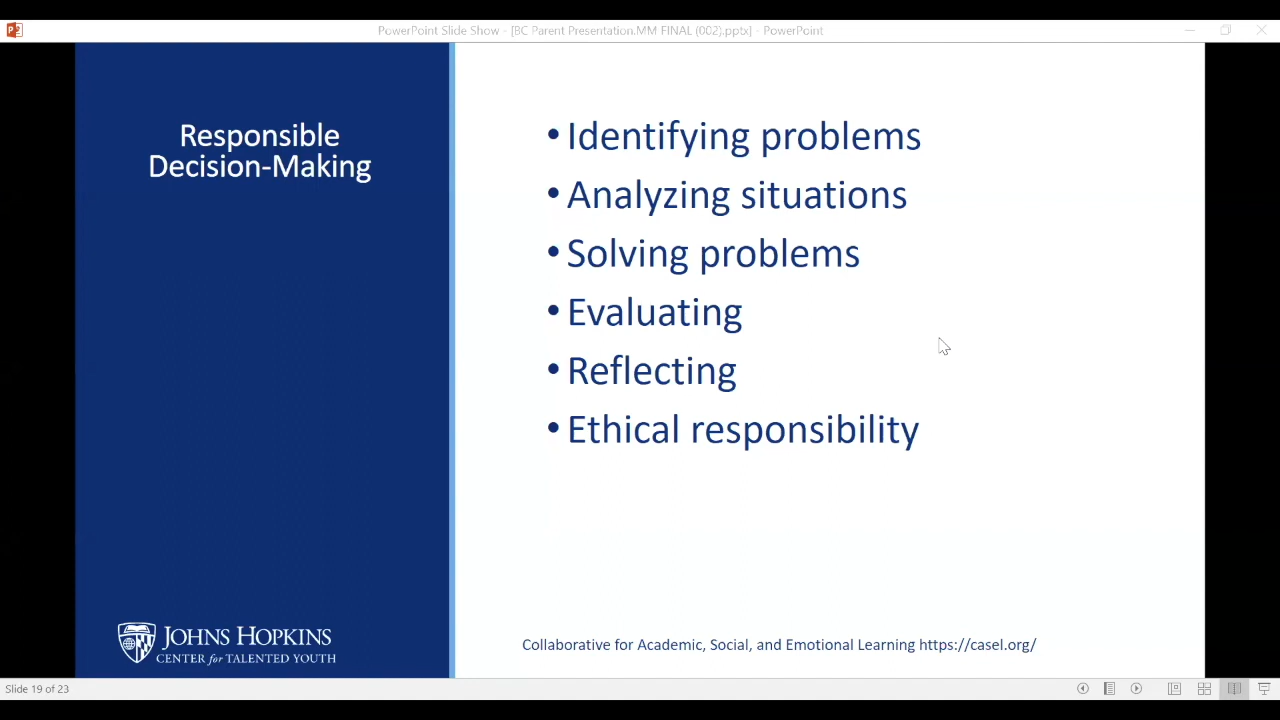 PowerPoint Slide Show - [BC Parent Presentation.MM FINAL (002).pptx] - PowerPoint
Responsible
Decision-Making
• Identifying problems
• Analyzing situations
• Solving problems
• Evaluating
• Reflecting
• Ethical responsibility
JOHNS HOPKINS
CENTER for TALENTED YOUTH
Collaborative for Academic, Social, and Emotional Learning https://casel.org/
Slide 19 of 23